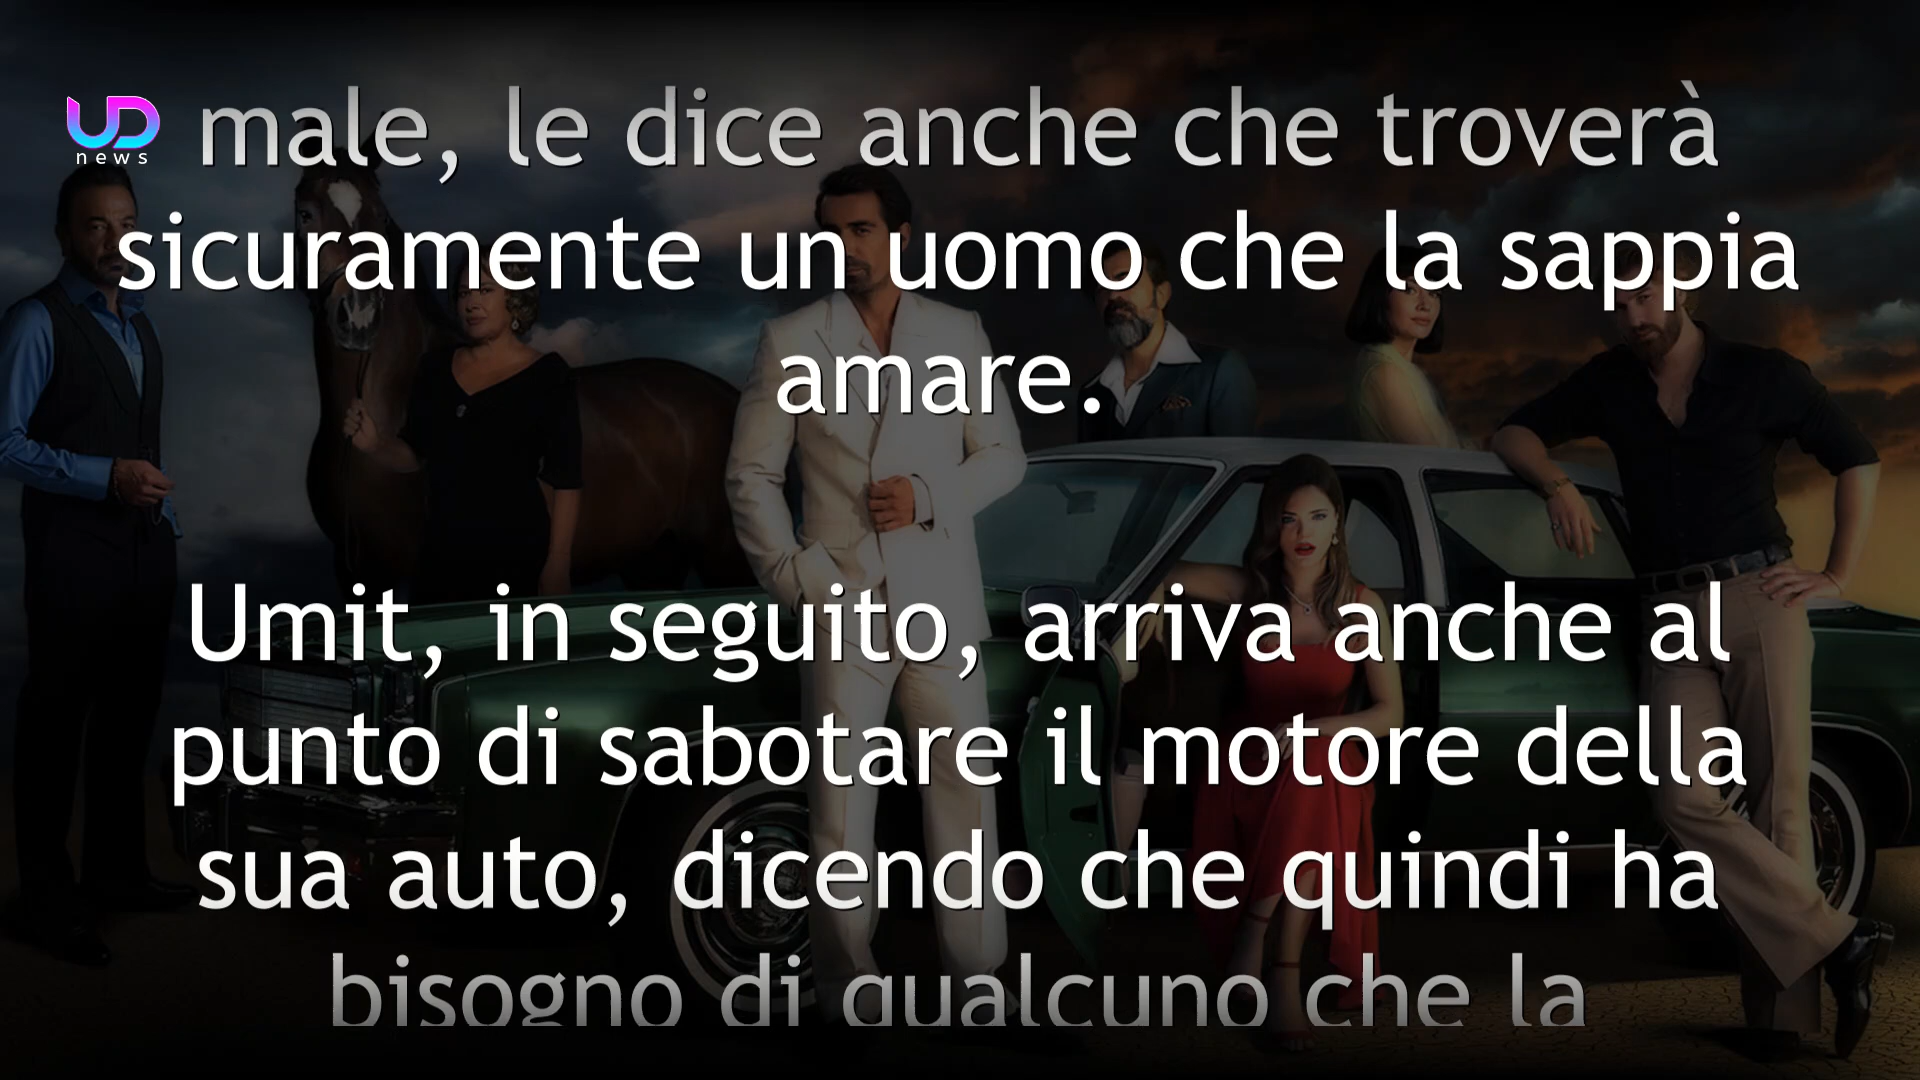 UD
news
male, le dice anche che troverà
sicuramente un uomo che la sappia
amare.
Umit, in seguito, arriva anche al
punto di sabotare il motore della
sua auto, dicendo che quindi ha
bisogno di qualcuno che la